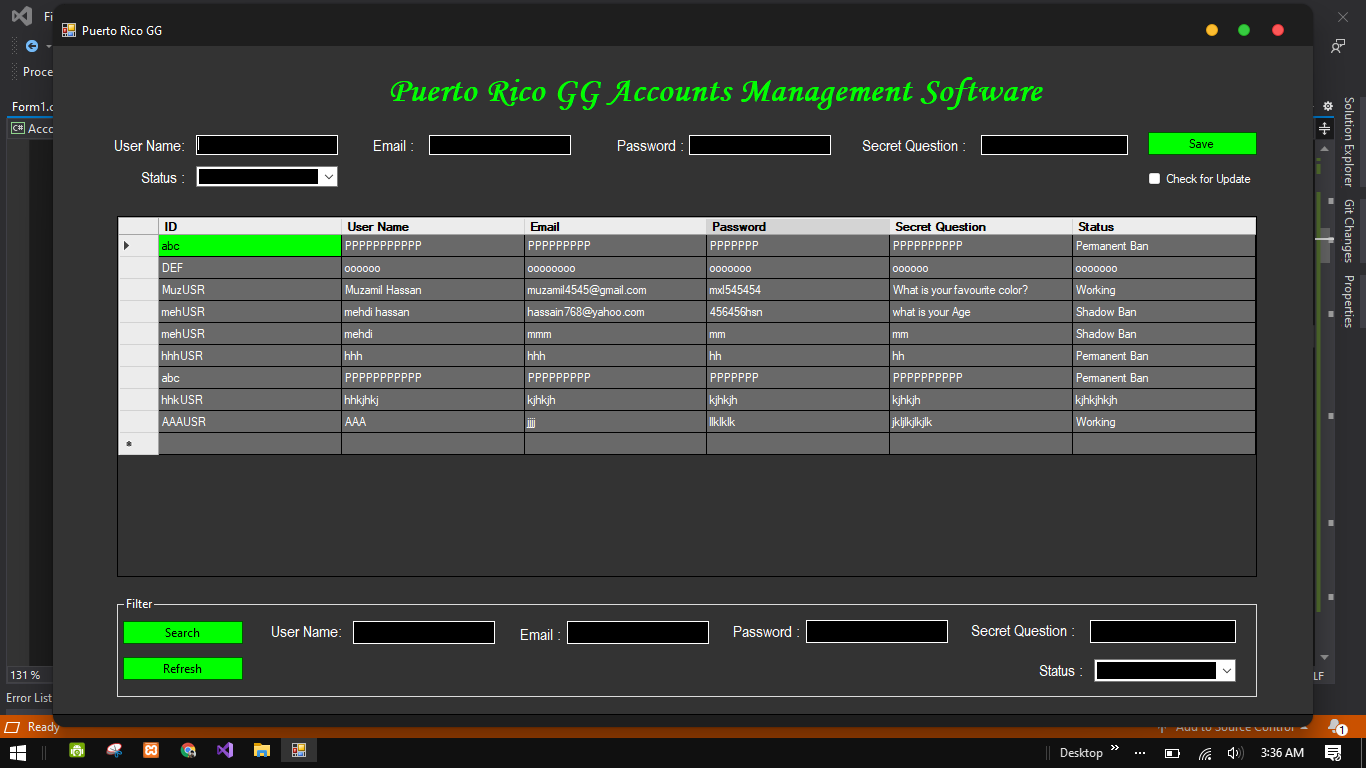 Fi
Puerto Rico GG
Proce
Puerto Rico GG Accounts Management Software
Form1.c
C# Acco
User Name: Email : Password : Secret Question : Save
Status : Check for Update
ID User Name Email Password Secret Question Status
abc PPPPPPPPPPP PPPPPPPPP PPPPPPP PPPPPPPPPP Permanent Ban
DEF oooooo oooooooo ooooooo oooooo ooooooo
MuzUSR Muzamil Hassan muzamil4545@gmail.com mxl545454 What is your favourite color? Working
mehUSR mehdi hassan hassain768@yahoo.com 456456hsn what is your Age Shadow Ban
mehUSR mehdi mmm mm mm Shadow Ban
hhhUSR hhh hhh hh hh Permanent Ban
abc PPPPPPPPPPP PPPPPPPPP PPPPPPP PPPPPPPPPP Permanent Ban
hhkUSR hhkjhkj kjhkjh kjhkjh kjhkjh kjhkjhkjh
AAAUSR AAA jjjj llklklk jkljlkjlkjlk Working
Solution Explorer
Git Changes
Properties
Filter
Search User Name: Email : Password : Secret Question :
Refresh Status :
131 % LF
Error List
Ready Add to Source Control 1
Desktop 3:36 AM